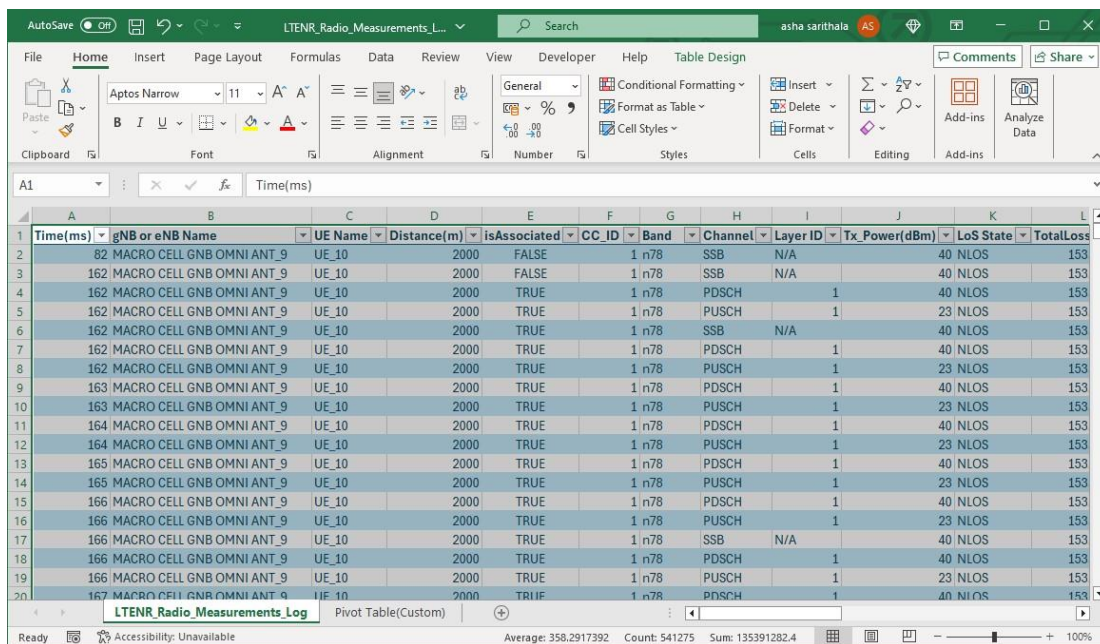 AutoSave Off LTENR_Radio_Measurements_L... Search asha sarithala AS
File Home Insert Page Layout Formulas Data Review View Developer Help Table Design Comments Share
Paste
Clipboard
Aptos Narrow 11 A A
B I U A
Font
ab
Alignment
General
% 9
Number
Conditional Formatting
Format as Table
Cell Styles
Styles
Insert
Delete
Format
Cells
Editing
Add-ins
Add-ins
Analyze
Data
A1 fx Time(ms)
A B C D E F G H I J K L
1 Time(ms) gNB or eNB Name UE Name Distance(m) isAssociated CC_ID Band Channel Layer ID Tx_Power(dBm) LoS State TotalLoss
2 82 MACRO CELL GNB OMNI ANT_9 UE_10 2000 FALSE 1 n78 SSB N/A 40 NLOS 153
3 162 MACRO CELL GNB OMNI ANT_9 UE_10 2000 FALSE 1 n78 SSB N/A 40 NLOS 153
4 162 MACRO CELL GNB OMNI ANT_9 UE_10 2000 TRUE 1 n78 PDSCH 1 40 NLOS 153
5 162 MACRO CELL GNB OMNI ANT_9 UE_10 2000 TRUE 1 n78 PUSCH 1 23 NLOS 153
6 162 MACRO CELL GNB OMNI ANT_9 UE_10 2000 TRUE 1 n78 SSB N/A 40 NLOS 153
7 162 MACRO CELL GNB OMNI ANT_9 UE_10 2000 TRUE 1 n78 PDSCH 1 40 NLOS 153
8 162 MACRO CELL GNB OMNI ANT_9 UE_10 2000 TRUE 1 n78 PUSCH 1 23 NLOS 153
9 163 MACRO CELL GNB OMNI ANT_9 UE_10 2000 TRUE 1 n78 PDSCH 1 40 NLOS 153
10 163 MACRO CELL GNB OMNI ANT_9 UE_10 2000 TRUE 1 n78 PUSCH 1 23 NLOS 153
11 164 MACRO CELL GNB OMNI ANT_9 UE_10 2000 TRUE 1 n78 PDSCH 1 40 NLOS 153
12 164 MACRO CELL GNB OMNI ANT_9 UE_10 2000 TRUE 1 n78 PUSCH 1 23 NLOS 153
13 165 MACRO CELL GNB OMNI ANT_9 UE_10 2000 TRUE 1 n78 PDSCH 1 40 NLOS 153
14 165 MACRO CELL GNB OMNI ANT_9 UE_10 2000 TRUE 1 n78 PUSCH 1 23 NLOS 153
15 166 MACRO CELL GNB OMNI ANT_9 UE_10 2000 TRUE 1 n78 PDSCH 1 40 NLOS 153
16 166 MACRO CELL GNB OMNI ANT_9 UE_10 2000 TRUE 1 n78 PUSCH 1 23 NLOS 153
17 166 MACRO CELL GNB OMNI ANT_9 UE_10 2000 TRUE 1 n78 SSB N/A 40 NLOS 153
18 166 MACRO CELL GNB OMNI ANT_9 UE_10 2000 TRUE 1 n78 PDSCH 1 40 NLOS 153
19 166 MACRO CELL GNB OMNI ANT_9 UE_10 2000 TRUE 1 n78 PUSCH 1 23 NLOS 153
20 167 MACRO CELL GNB OMNI ANT_9 UE_10 2000 TRUE 1 n78 PDSCH 1 40 NLOS 153
LTENR_Radio_Measurements_Log Pivot Table(Custom)
Ready Accessibility: Unavailable Average: 358.2917392 Count: 541275 Sum: 135391282.4 100%